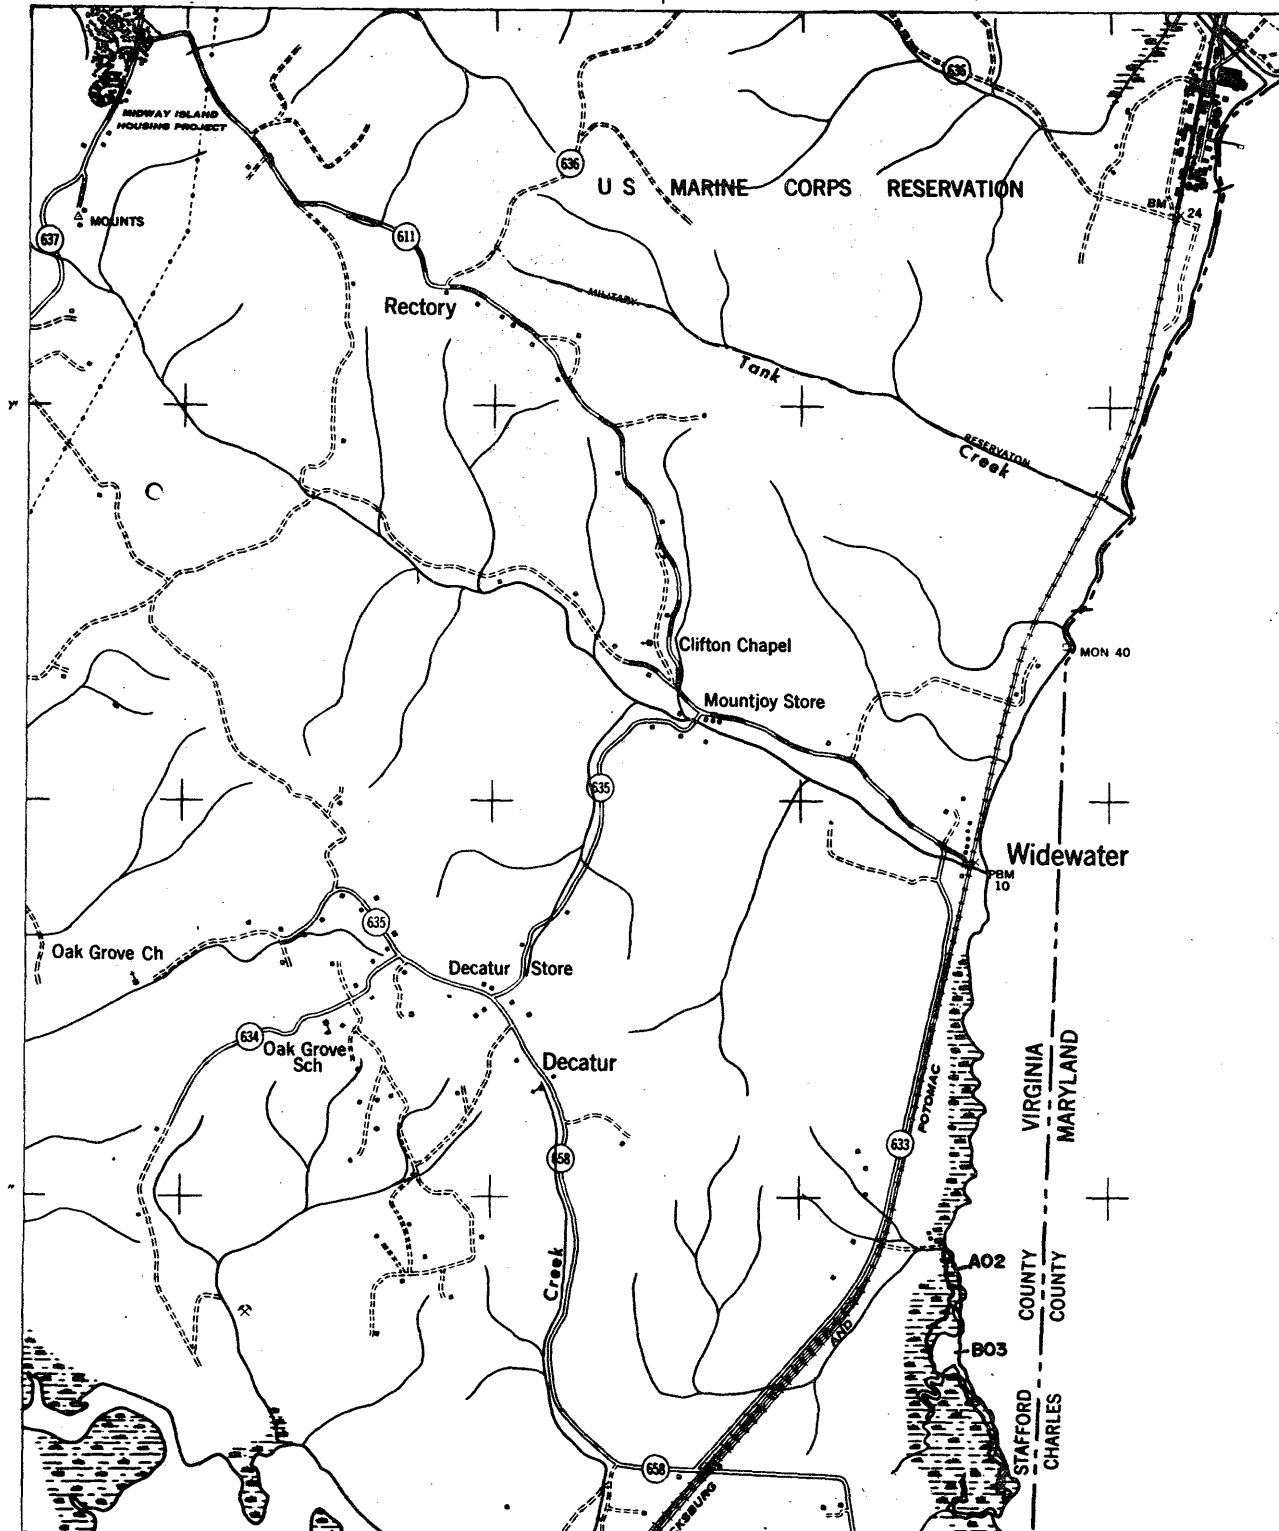 636
MIDWAY ISLAND
HOUSING PROJECT
636
U S MARINE CORPS RESERVATION
BM
24
MOUNTS
637
611
MILITARY
Rectory
Tank
RESERVATON
Creek
Clifton Chapel
MON 40
Mountjoy Store
635
Widewater
PBM
10
635
Oak Grove Ch
Decatur Store
634
Oak Grove
Sch
Decatur
POTOMAC
VIRGINIA
MARYLAND
633
658
Creek
A02
COUNTY
COUNTY
AND
B03
STAFFORD
CHARLES
658
KSBURG